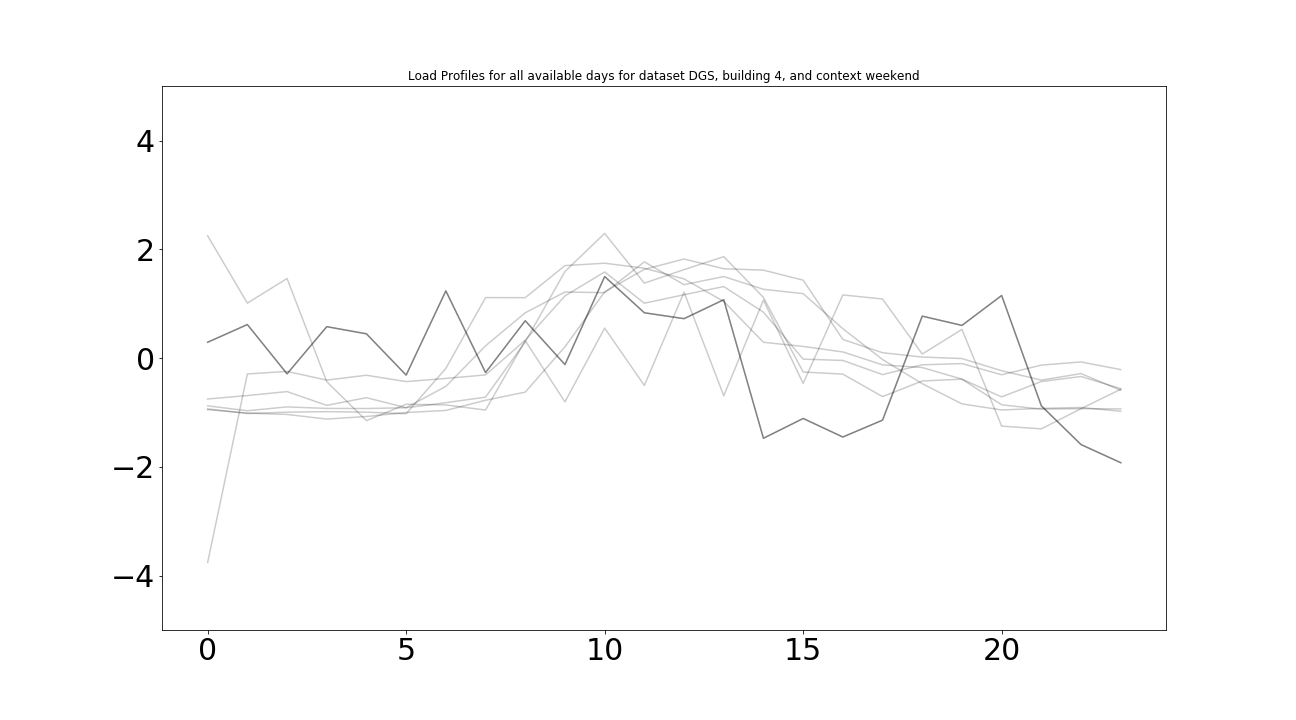 Load Profiles for all available days for dataset DGS, building 4, and context weekend
4
2
0
−2
−4
0 5 10 15 20